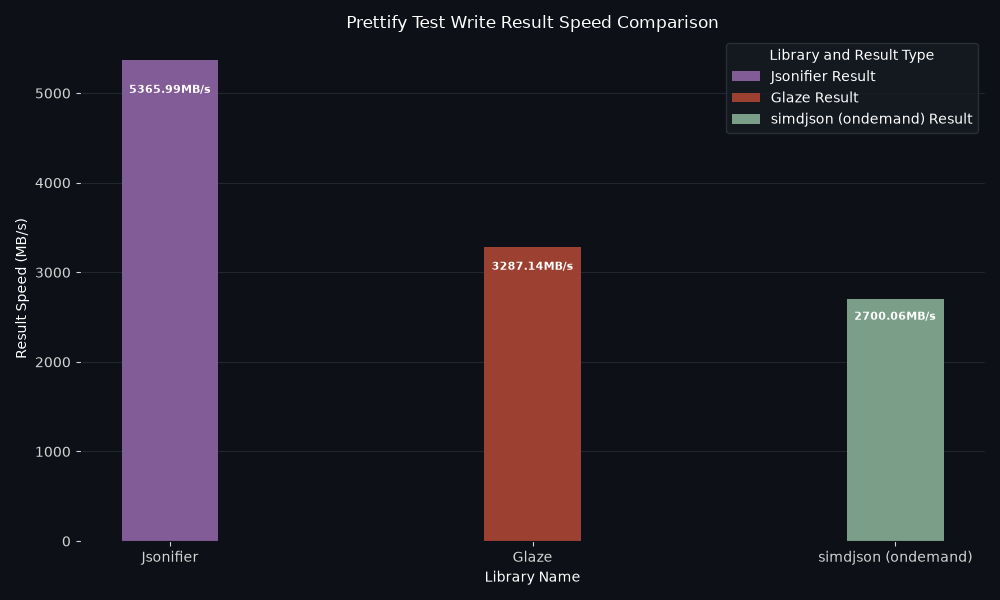 Prettify Test Write Result Speed Comparison
Library and Result Type
Jsonifier Result
Glaze Result
simdjson (ondemand) Result
Result Speed (MB/s)
5000
4000
3000
2000
1000
0
5365.99MB/s
3287.14MB/s
2700.06MB/s
Jsonifier
Glaze
simdjson (ondemand)
Library Name